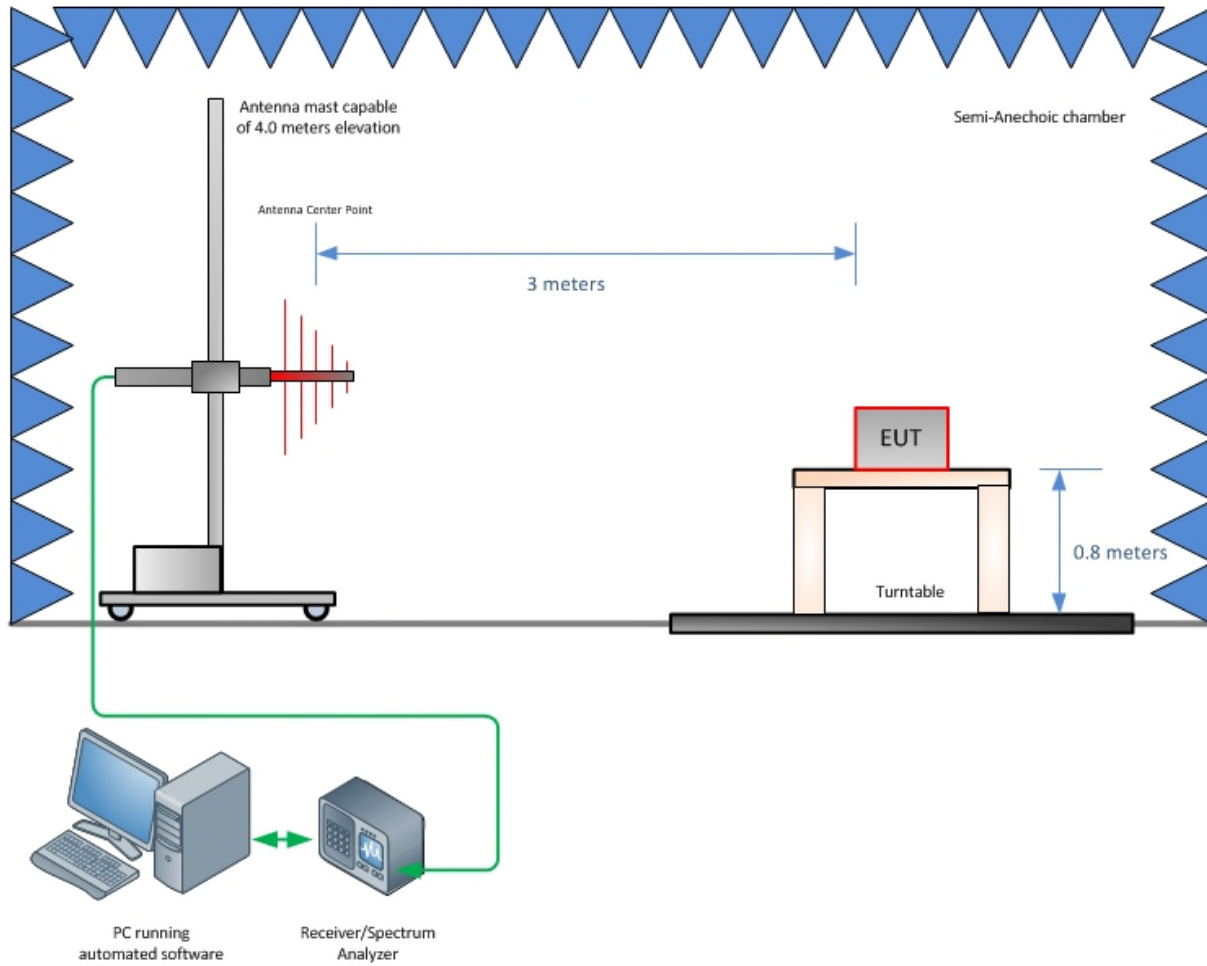 Antenna mast capable
of 4.0 meters elevation
Semi-Anechoic chamber
Antenna Center Point
3 meters
EUT
0.8 meters
Turntable
PC running
automated software
Receiver/Spectrum
Analyzer